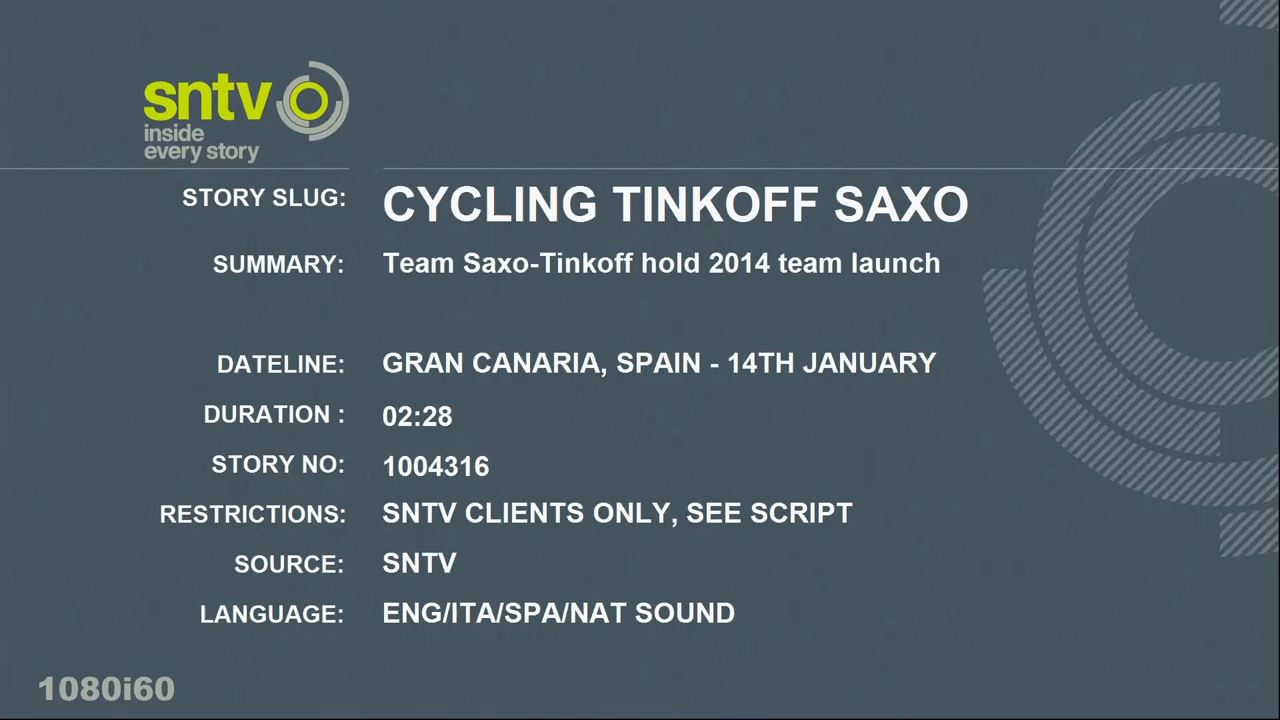 sntv
inside
every story
STORY SLUG: CYCLING TINKOFF SAXO
SUMMARY: Team Saxo-Tinkoff hold 2014 team launch
DATELINE: GRAN CANARIA, SPAIN - 14TH JANUARY
DURATION : 02:28
STORY NO: 1004316
RESTRICTIONS: SNTV CLIENTS ONLY, SEE SCRIPT
SOURCE: SNTV
LANGUAGE: ENG/ITA/SPA/NAT SOUND
1080i60